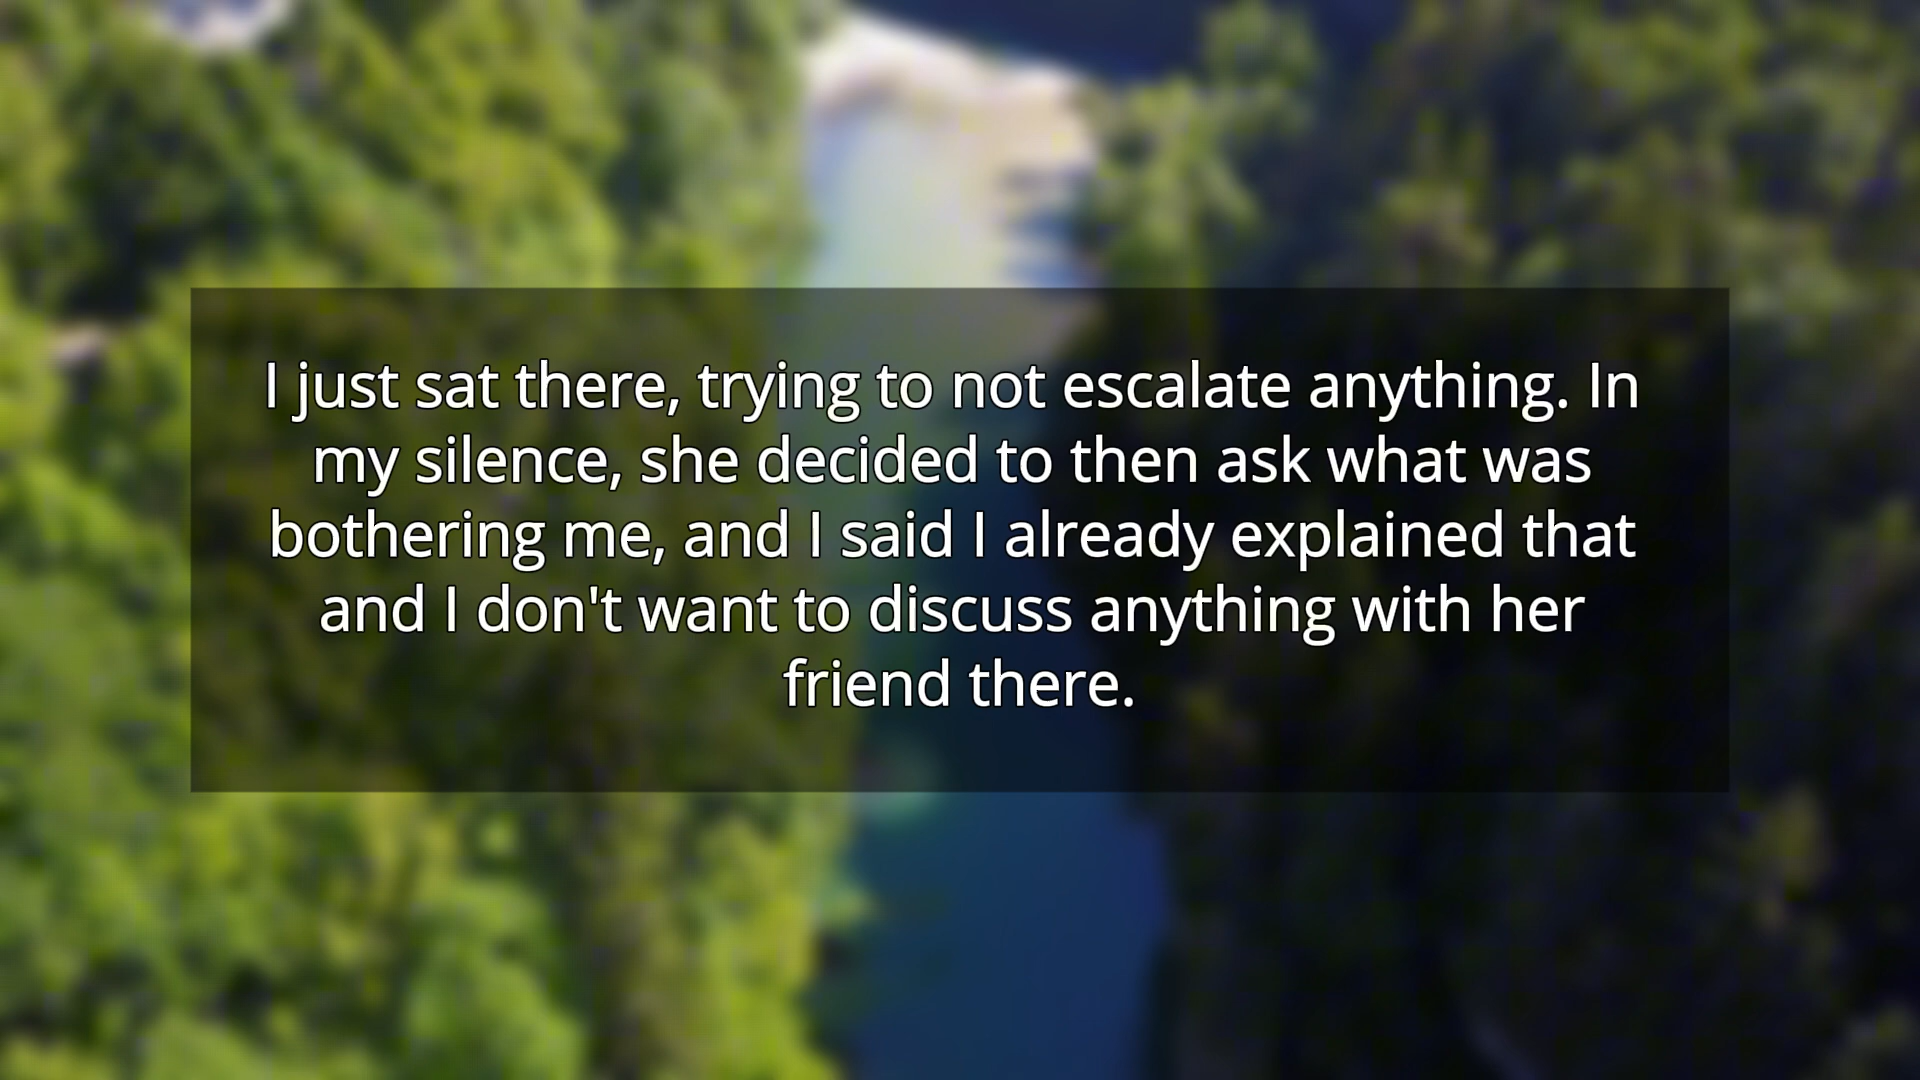 I just sat there, trying to not escalate anything. In
my silence, she decided to then ask what was
bothering me, and I said I already explained that
and I don't want to discuss anything with her
friend there.